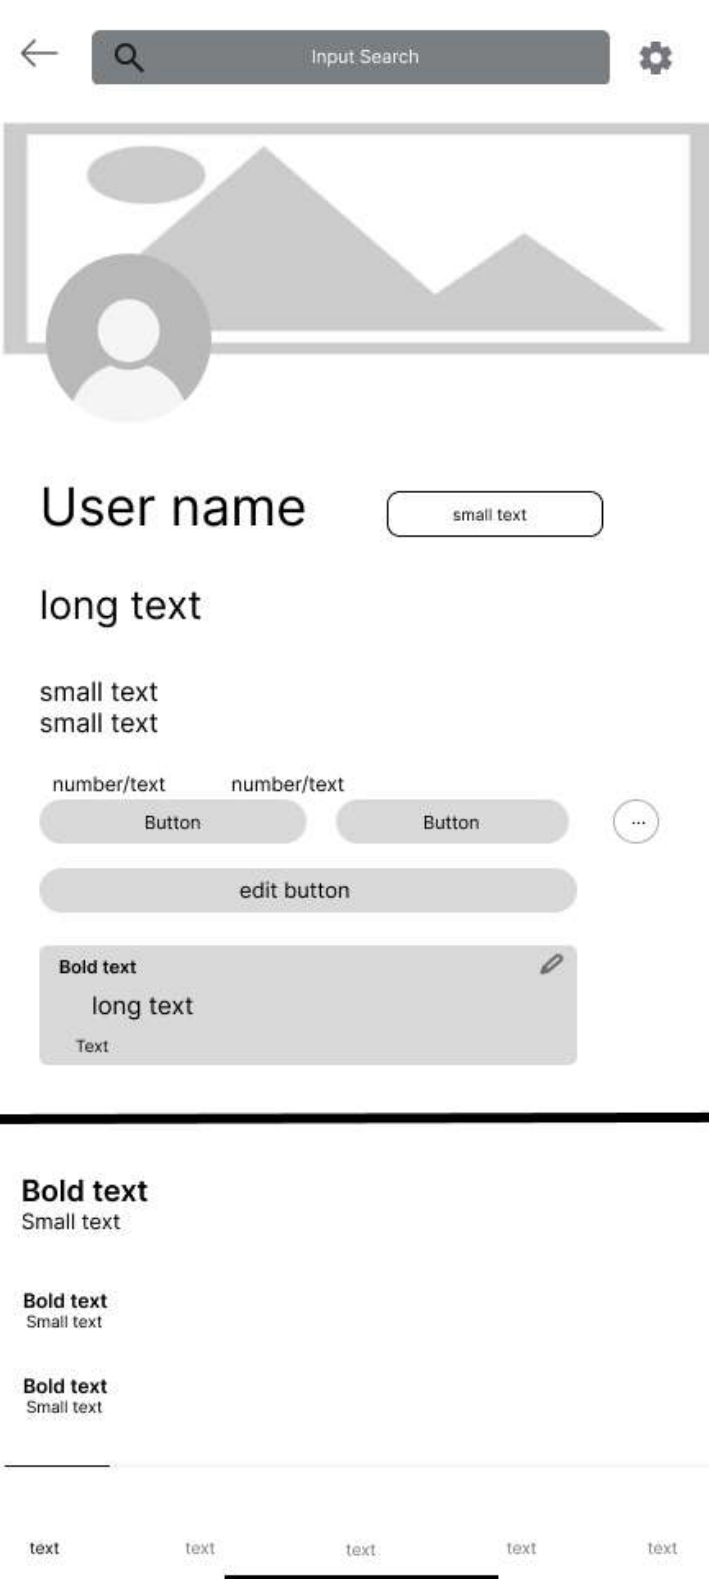 Input Search
User name
small text
long text
small text
small text
number/text number/text
Button Button ...
edit button
Bold text
long text
Text
Bold text
Small text
Bold text
Small text
Bold text
Small text
text text text text text